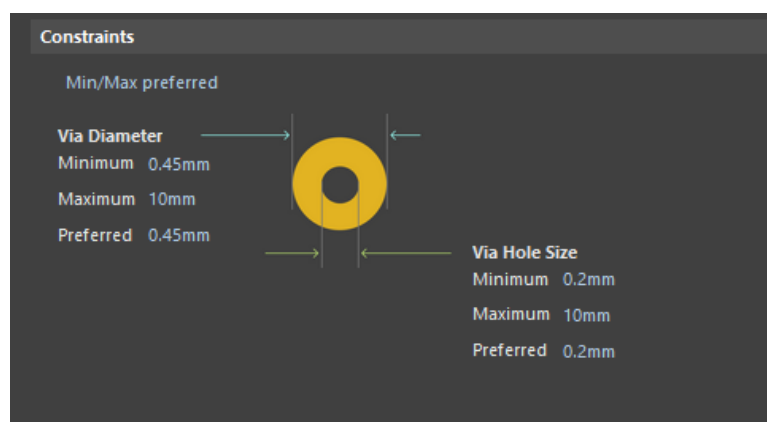 Constraints
Min/Max preferred
Via Diameter
Minimum 0.45mm
Maximum 10mm
Preferred 0.45mm
Via Hole Size
Minimum 0.2mm
Maximum 10mm
Preferred 0.2mm